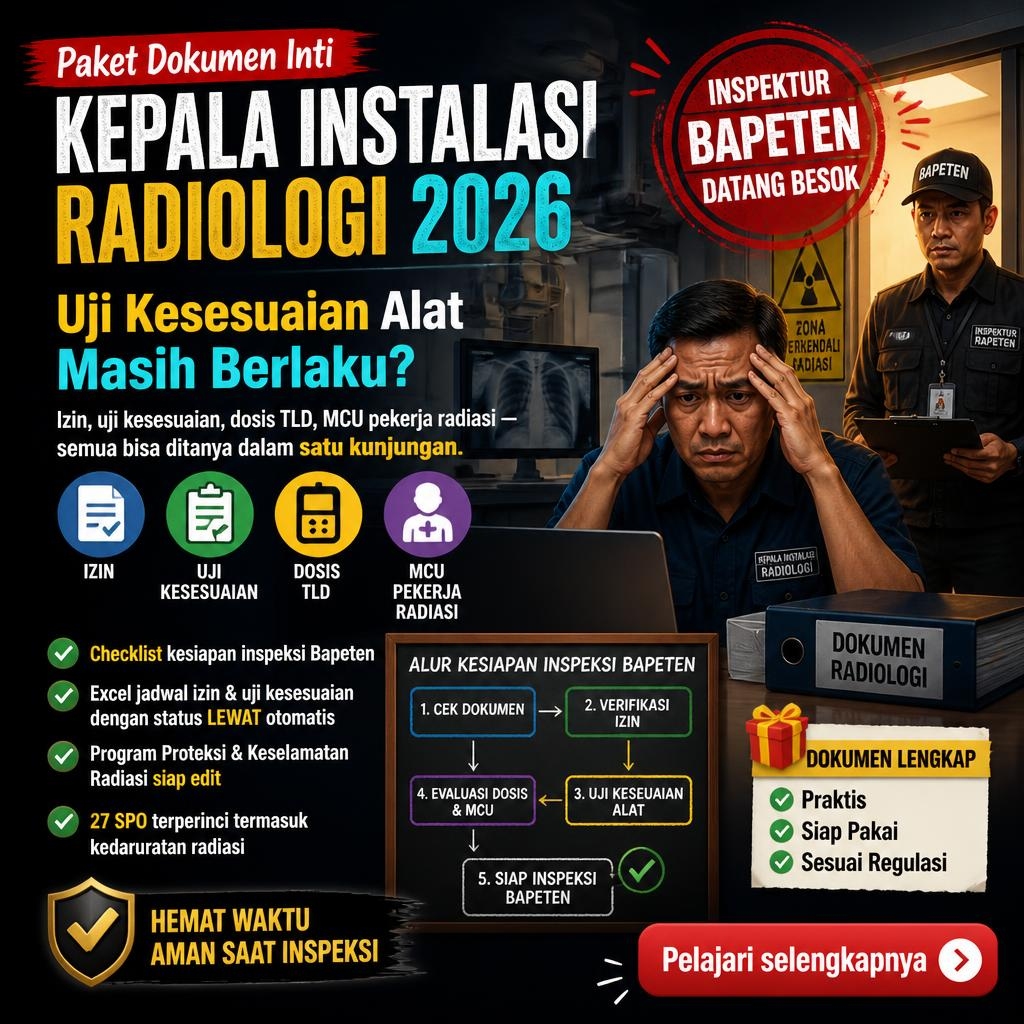 Paket Dokumen Inti
KEPALA INSTALASI
RADIOLOGI 2026
INSPEKTUR
BAPETEN
DATANG BESOK
BAPETEN
Uji Kesesuaian Alat
Masih Berlaku?
Izin, uji kesesuaian, dosis TLD, MCU pekerja radiasi —
semua bisa ditanya dalam satu kunjungan.
ZONA
ERKENDALI
RADIASI
INSPEKTUR
RAPETEN
IZIN
UJI
KESESUAIAN
DOSIS
TLD
MCU
PEKERJA
RADIASI
RADIOLOGI
DOKUMEN
RADIOLOGI
Checklist kesiapan inspeksi Bapeten
Excel jadwal izin & uji kesesuaian
dengan status LEWAT otomatis
Program Proteksi & Keselamatan
Radiasi siap edit
27 SPO terperinci termasuk
kedaruratan radiasi
ALUR KESIAPAN INSPEKSI BAPETEN
1. CEK DOKUMEN
2. VERIFIKASI
IZIN
4. EVALUASI DOSIS
& MCU
3. UJI KESEUAIAN
ALAT
5. SIAP INSPEKSI
BAPETEN
DOKUMEN LENGKAP
Praktis
Siap Pakai
Sesuai Regulasi
HEMAT WAKTU
AMAN SAAT INSPEKSI
Pelajari selengkapnya